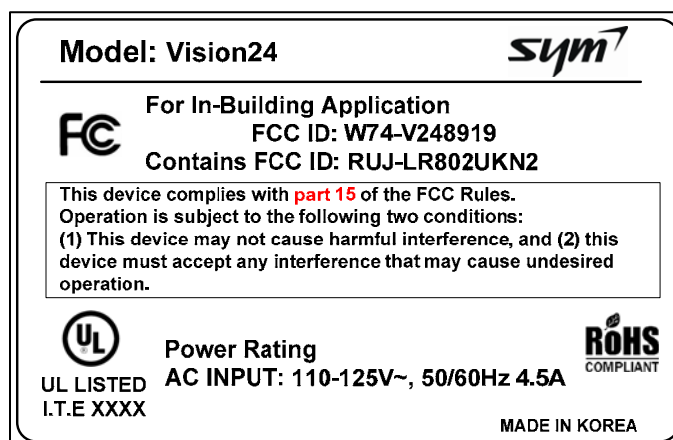 Model: Vision24
sym
FC
For In-Building Application
FCC ID: W74-V248919
Contains FCC ID: RUJ-LR802UKN2
This device complies with part 15 of the FCC Rules.
Operation is subject to the following two conditions:
(1) This device may not cause harmful interference, and (2) this
device must accept any interference that may cause undesired
operation.
UL
UL LISTED
I.T.E XXXX
Power Rating
AC INPUT: 110-125V~, 50/60Hz 4.5A
RoHS
COMPLIANT
MADE IN KOREA